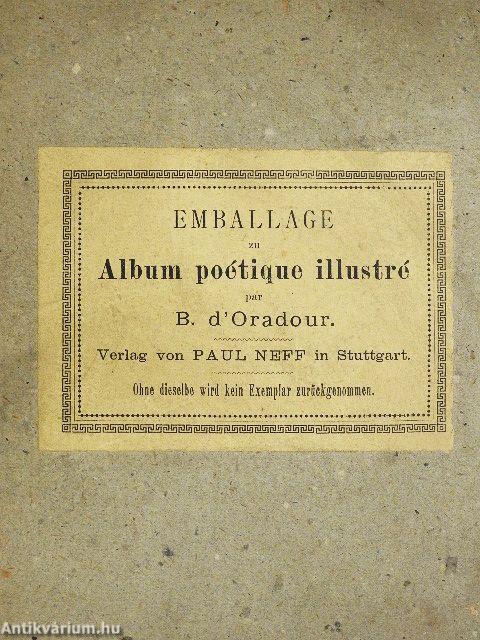 EMBALLAGE
zu
Album poétique illustré
par
B. d'Oradour.
Verlag von PAUL NEFF in Stuttgart.
Ohne dieselbe wird kein Exemplar zurückgenommen.
Antikvárium.hu